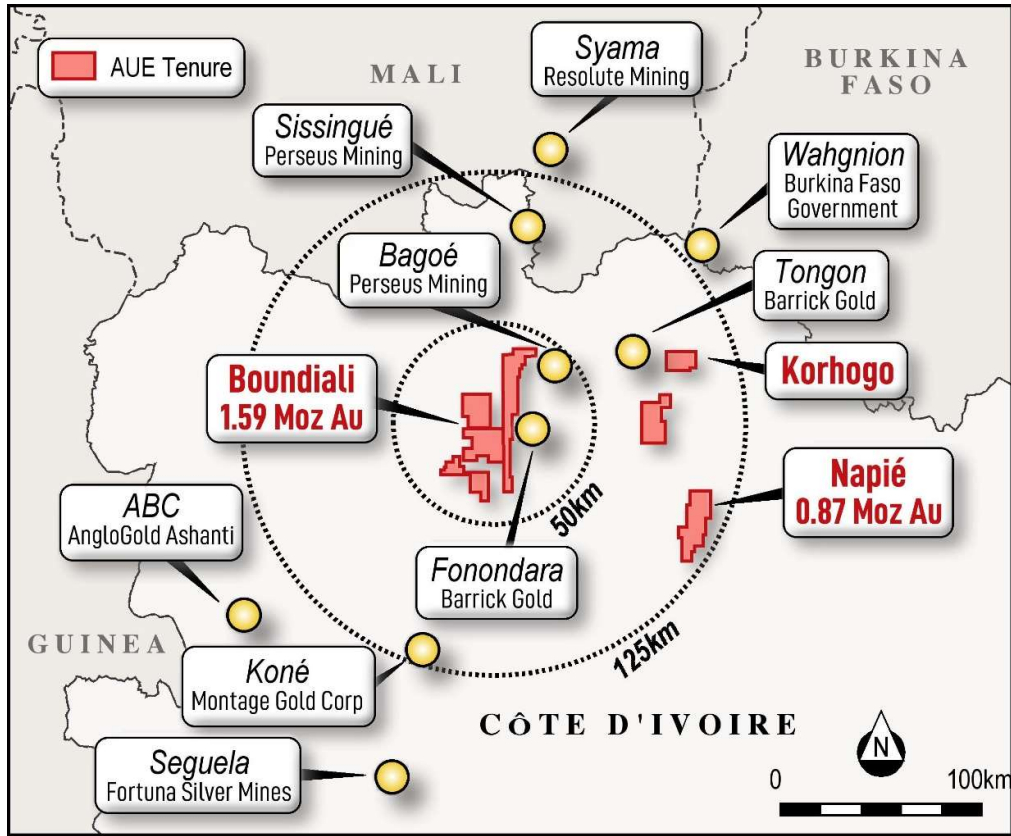 AUE Tenure
MALI
Syama
Resolute Mining
BURKINA
FASO
Sissingué
Perseus Mining
Wahgnion
Burkina Faso
Government
Bagoé
Perseus Mining
Tongon
Barrick Gold
Boundiali
1.59 Moz Au
Korhogo
Napié
0.87 Moz Au
50km
ABC
AngloGold Ashanti
Fonondara
Barrick Gold
125km
GUINEA
Koné
Montage Gold Corp
CÔTE D'IVOIRE
N
Seguela
Fortuna Silver Mines
0 100km